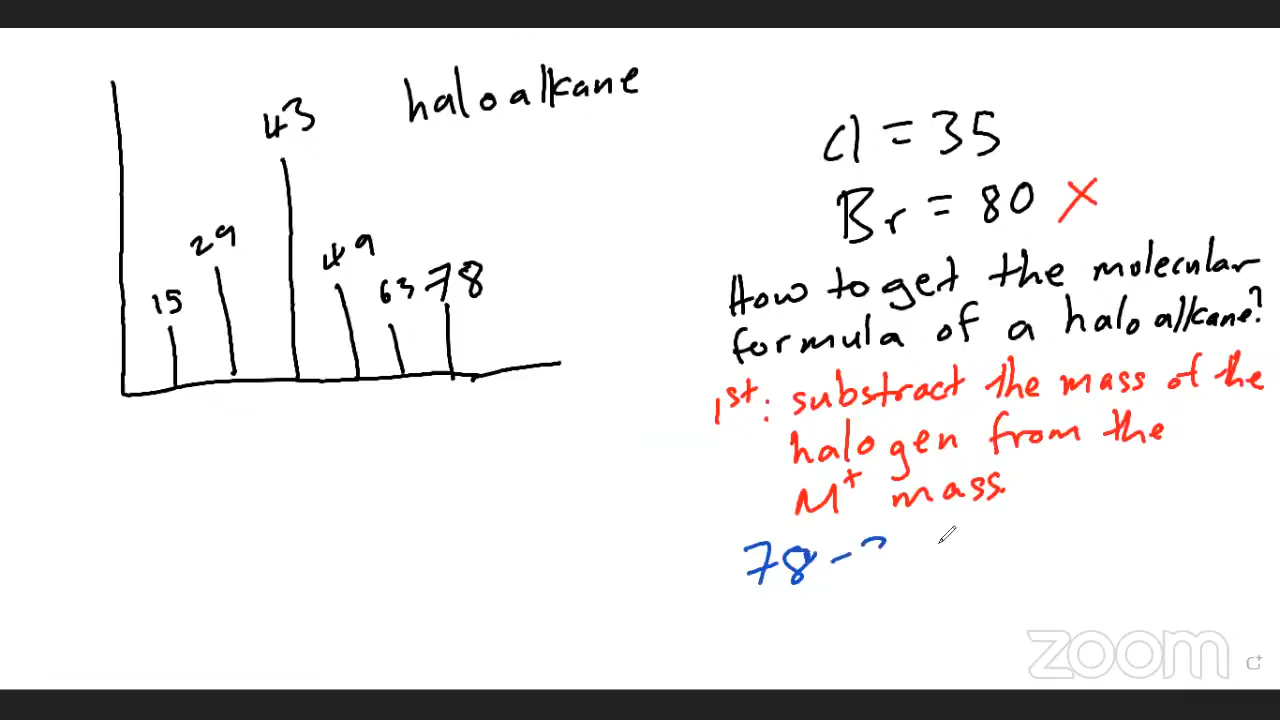 haloalkane
43
29
49
15
63
78
Cl = 35
Br = 80 ×
How to get the molecular
formula of a haloalkane?
1st: substract the mass of the
halogen from the
M+ mass.
78 -
zoom